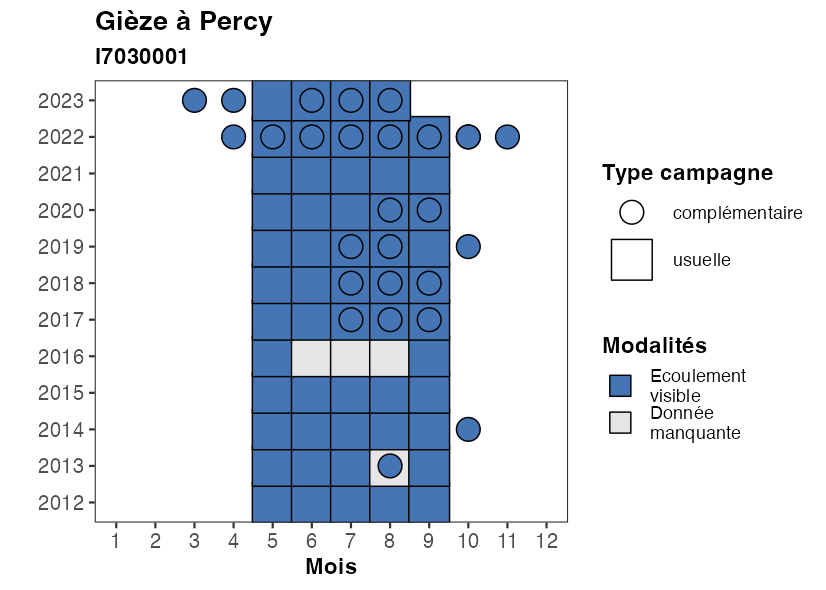 Gièze à Percy
I7030001
2023
2022
2021
2020
2019
2018
2017
2016
2015
2014
2013
2012
1 2 3 4 5 6 7 8 9 10 11 12
Mois
Type campagne
complémentaire
usuelle
Modalités
Ecoulement
visible
Donnée
manquante